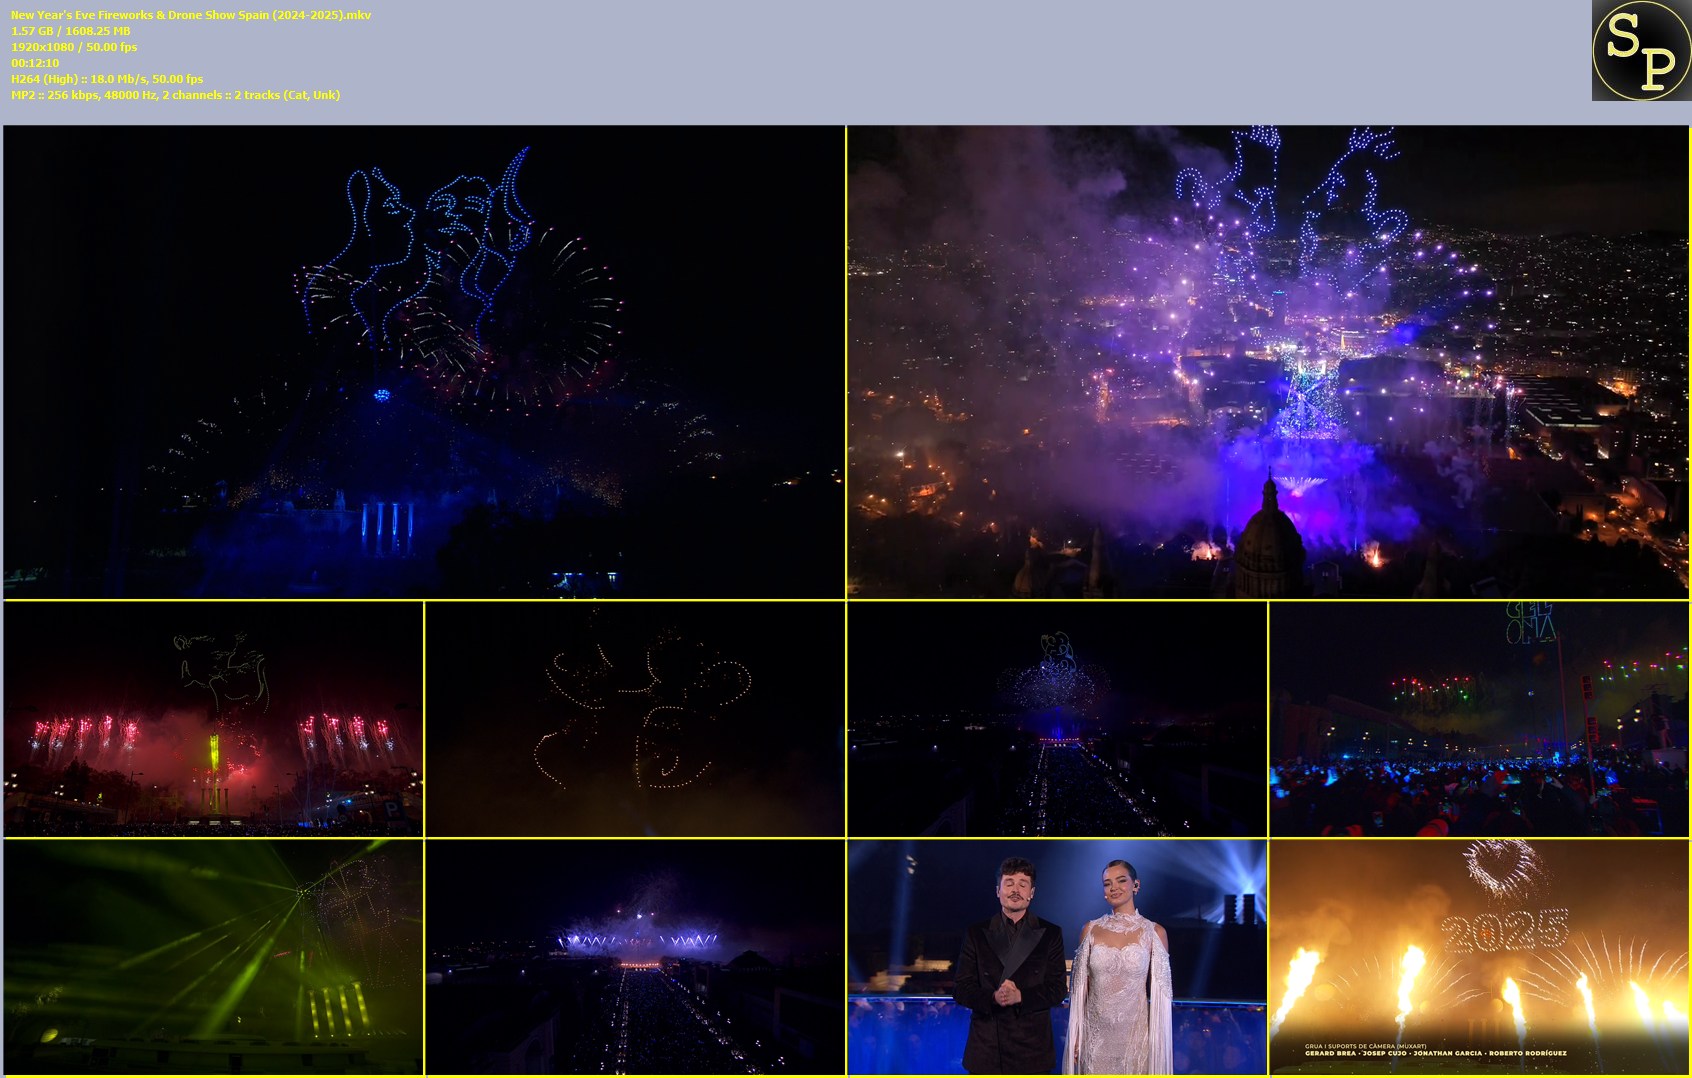 New Year's Eve Fireworks & Drone Show Spain (2024-2025).mkv
1.57 GB / 1608.25 MB
1920x1080 / 50.00 fps
00:12:10
H264 (High) :: 18.0 Mb/s, 50.00 fps
MP2 :: 256 kbps, 48000 Hz, 2 channels :: 2 tracks (Cat, Unk)
SP
CEL
ONA
P
2025
GRUA I SUPORTS DE CÀMERA (MUXART)
GERARD BREA • JOSEP CUJO • JONATHAN GARCIA • ROBERTO RODRÍGUEZ